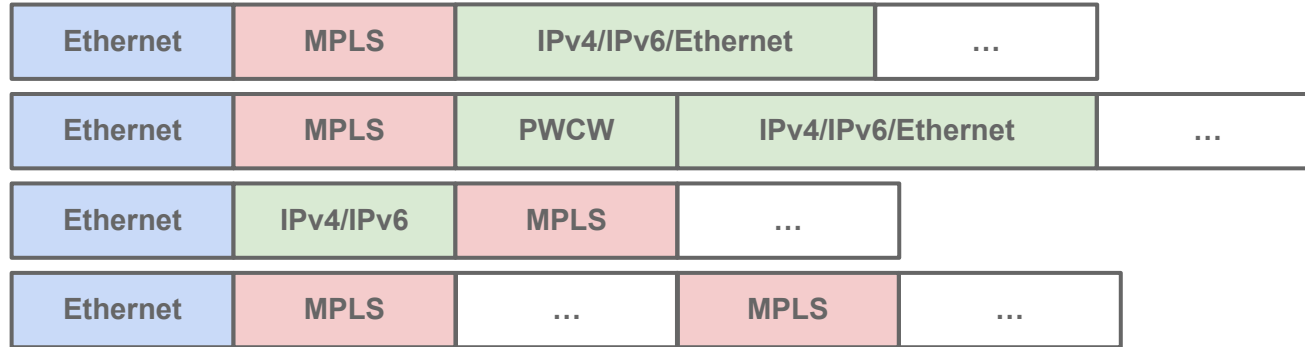 Ethernet MPLS IPv4/IPv6/Ethernet …
Ethernet MPLS PWCW IPv4/IPv6/Ethernet …
Ethernet IPv4/IPv6 MPLS …
Ethernet MPLS … MPLS …